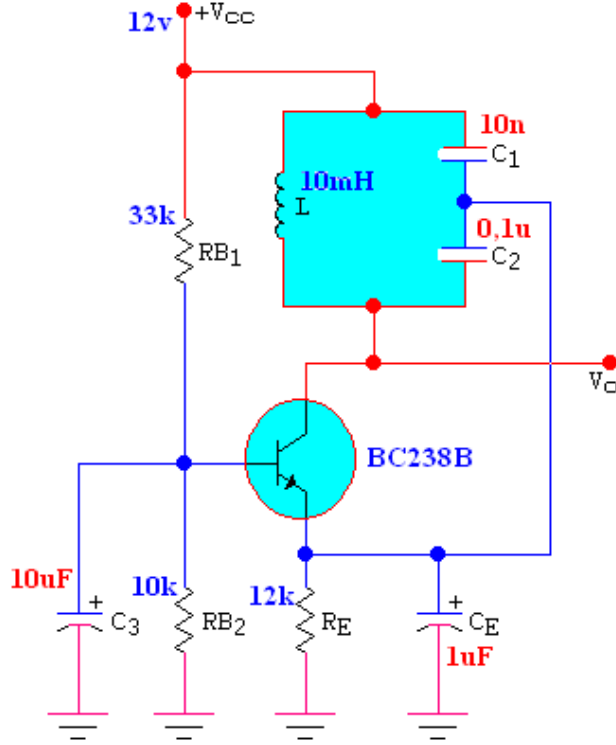 12v
+VCC
10n
C1
10mH
L
0,1u
C2
33k
RB1
Vo
BC238B
10uF
C3
10k
RB2
12k
RE
CE
1uF